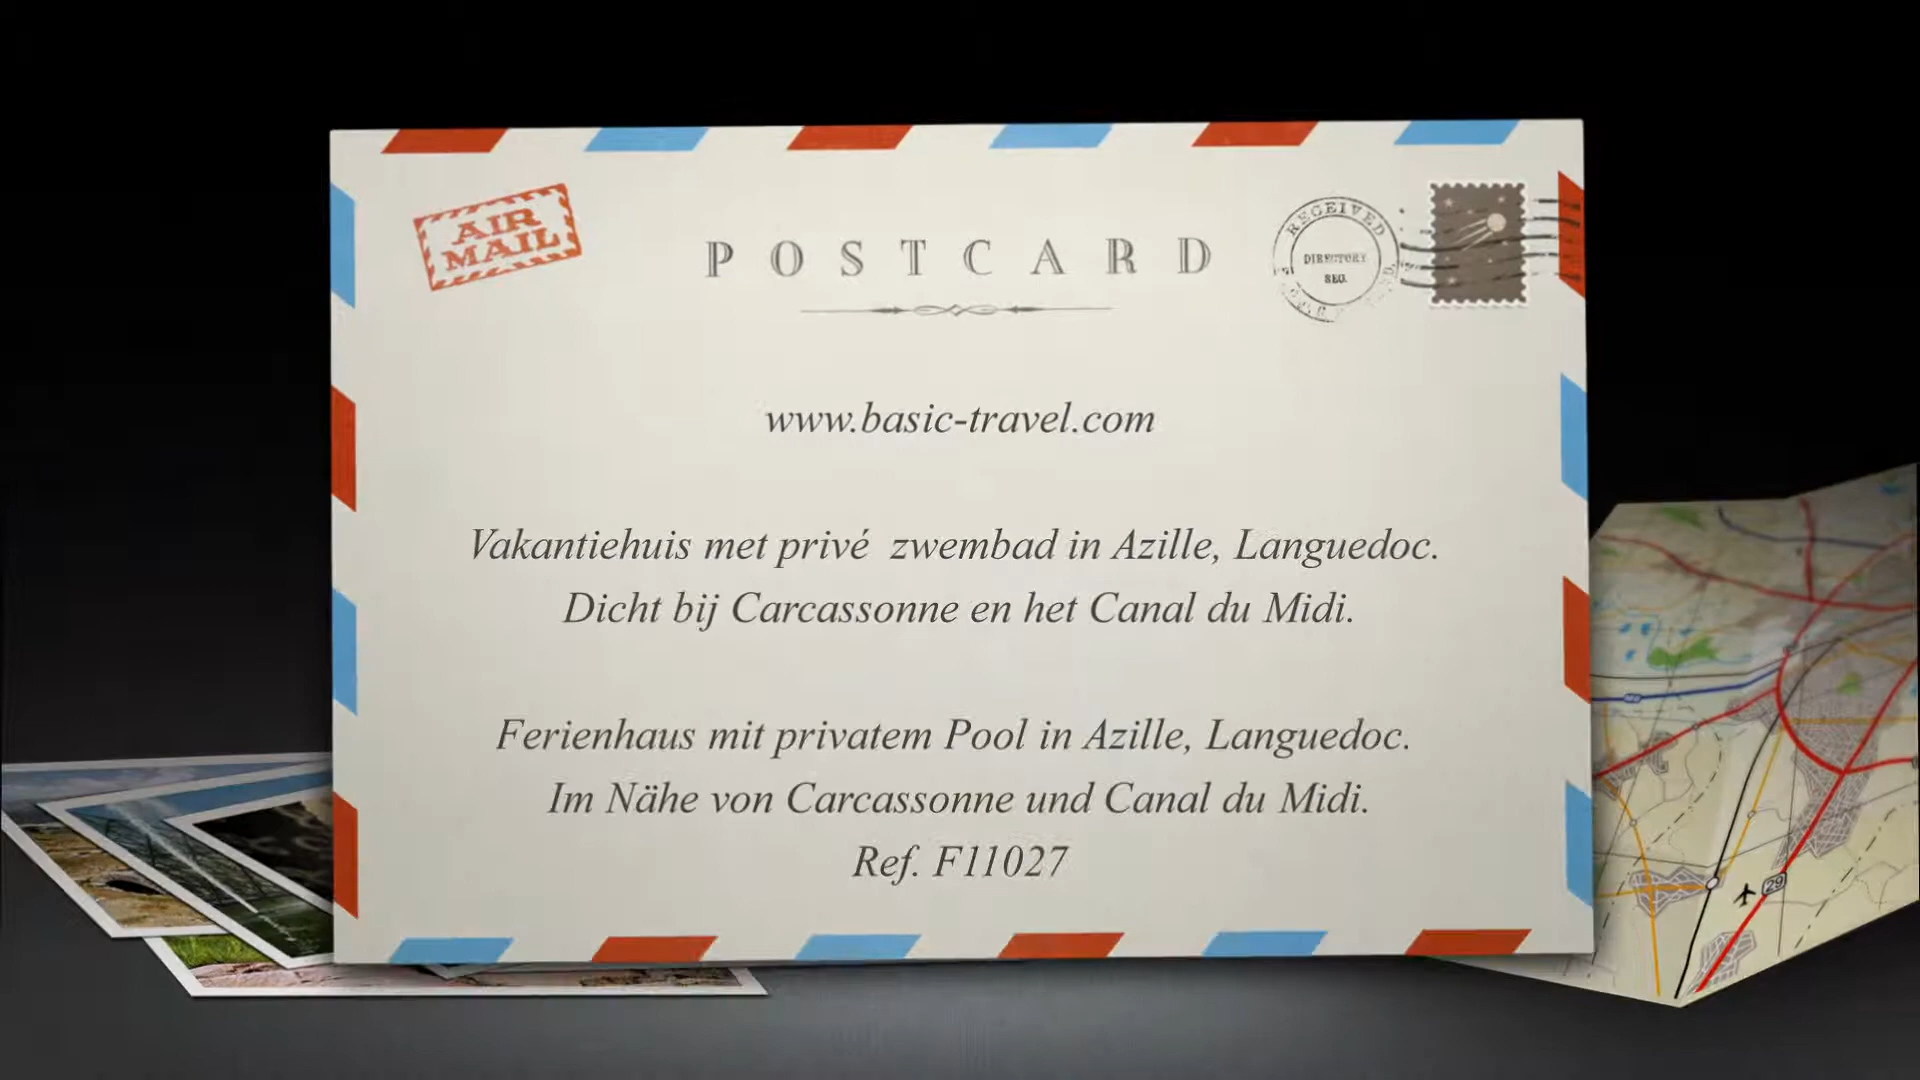 AIR
MAIL
POSTCARD
RECEIVED
DIRECTORY
SEO.
www.basic-travel.com
Vakantiehuis met privé zwembad in Azille, Languedoc.
Dicht bij Carcassonne en het Canal du Midi.
Ferienhaus mit privatem Pool in Azille, Languedoc.
Im Nähe von Carcassonne und Canal du Midi.
Ref. F11027
29